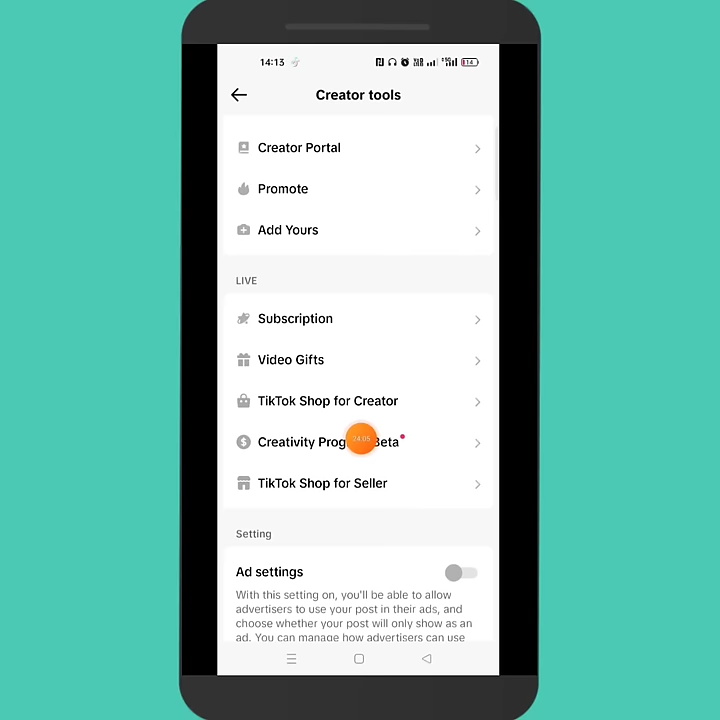 14:13
14
Creator tools
Creator Portal
Promote
Add Yours
LIVE
Subscription
Video Gifts
TikTok Shop for Creator
Creativity Prog Beta
24:05
TikTok Shop for Seller
Setting
Ad settings
With this setting on, you'll be able to allow
advertisers to use your post in their ads, and
choose whether your post will only show as an
ad. You can manage how advertisers can use